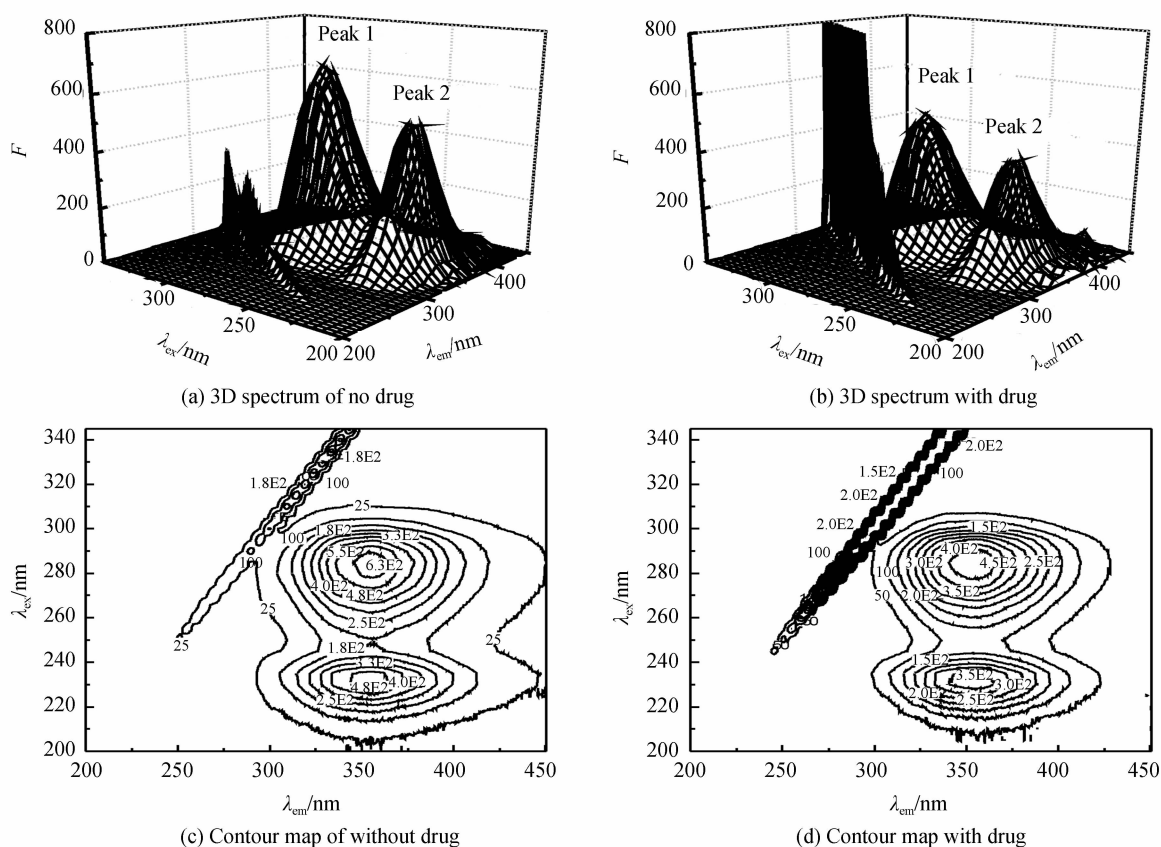 800
600
400
200
0
F
Peak 1
Peak 2
300
250
200
200
300
400
λex/nm
λem/nm
(a) 3D spectrum of no drug
800
600
400
200
0
F
Peak 1
Peak 2
300
250
200
200
300
400
λex/nm
λem/nm
(b) 3D spectrum with drug
340
320
300
280
260
240
220
200
λex/nm
1.8E2
1.8E2
100
25
100
1.8E2
3.3E2
5.5E2
100
6.3E2
4.0E2
4.8E2
25
2.5E2
25
25
1.8E2
3.3E2
4.8E2
4.0E2
2.5E2
200
250
300
350
400
450
λem/nm
(c) Contour map of without drug
340
320
300
280
260
240
220
200
λex/nm
2.0E2
1.5E2
100
2.0E2
2.0E2
1.5E2
100
4.0E2
3.0E2
4.5E2
2.5E2
100
50
2.0E2
3.5E2
50
1.5E2
3.5E2
3.0E2
2.0E
2.5E2
200
250
300
350
400
450
λem/nm
(d) Contour map with drug